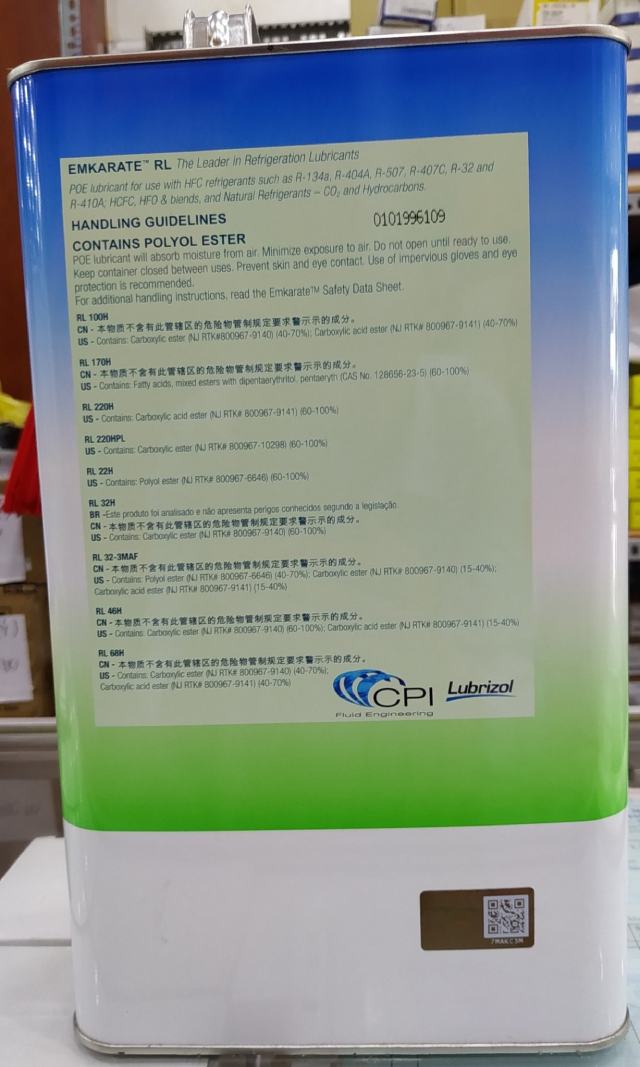 EMKARATE™ RL The Leader in Refrigeration Lubricants
POE lubricant for use with HFC refrigerants such as R-134a, R-404A, R-507, R-407C, R-32 and
R-410A; HCFC, HFO & blends, and Natural Refrigerants – CO₂ and Hydrocarbons.
HANDLING GUIDELINES
0101996109
CONTAINS POLYOL ESTER
POE lubricant will absorb moisture from air. Minimize exposure to air. Do not open until ready to use.
Keep container closed between uses. Prevent skin and eye contact. Use of impervious gloves and eye
protection is recommended.
For additional handling instructions, read the Emkarate™ Safety Data Sheet.
RL 100H
CN - 本物质不含有此管辖区的危险物管制规定要求警示示的成分。
US - Contains: Carboxylic ester (NJ RTK#800967-9140) (40-70%); Carboxylic acid ester (NJ RTK# 800967-9141) (40-70%)
RL 170H
CN - 本物质不含有此管辖区的危险物管制规定要求警示示的成分。
US - Contains: Fatty acids, mixed esters with dipentaerythritol, pentaeryth (CAS No. 128656-23-5) (60-100%)
RL 220H
US - Contains: Carboxylic acid ester (NJ RTK# 800967-9141) (60-100%)
RL 220HPL
US - Contains: Carboxylic ester (NJ RTK# 800967-10298) (60-100%)
RL 22H
US - Contains: Polyol ester (NJ RTK# 800967-6646) (60-100%)
RL 32H
BR -Este produto foi analisado e não apresenta perigos conhecidos segundo a legislação.
CN - 本物质不含有此管辖区的危险物管制规定要求警示示的成分。
US - Contains: Carboxylic ester (NJ RTK# 800967-9140) (60-100%)
RL 32-3MAF
CN - 本物质不含有此管辖区的危险物管制规定要求警示示的成分。
US - Contains: Polyol ester (NJ RTK# 800967-6646) (40-70%); Carboxylic ester (NJ RTK# 800967-9140) (15-40%);
Carboxylic acid ester (NJ RTK# 800967-9141) (15-40%)
RL 46H
CN - 本物质不含有此管辖区的危险物管制规定要求警示示的成分。
US - Contains: Carboxylic ester (NJ RTK# 800967-9140) (60-100%); Carboxylic acid ester (NJ RTK# 800967-9141) (15-40%)
RL 68H
CN - 本物质不含有此管辖区的危险物管制规定要求警示示的成分。
US - Contains: Carboxylic ester (NJ RTK# 800967-9140) (40-70%);
Carboxylic acid ester (NJ RTK# 800967-9141) (40-70%)
CPI
Fluid Engineering
Lubrizol
7MAKC3M